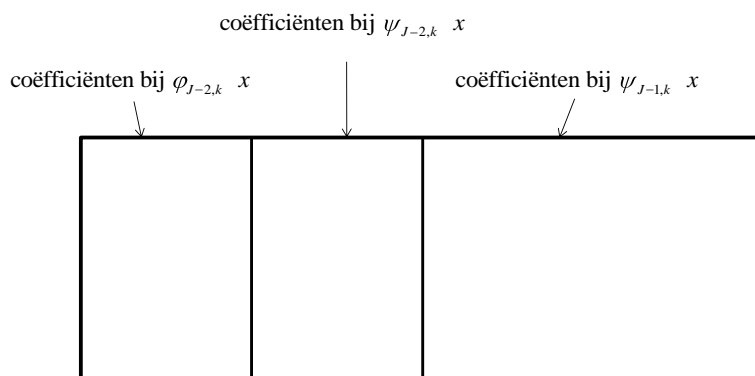 coëfficiënten bij ψ_{J-2,k} x
coëfficiënten bij φ_{J-2,k} x
coëfficiënten bij ψ_{J-1,k} x